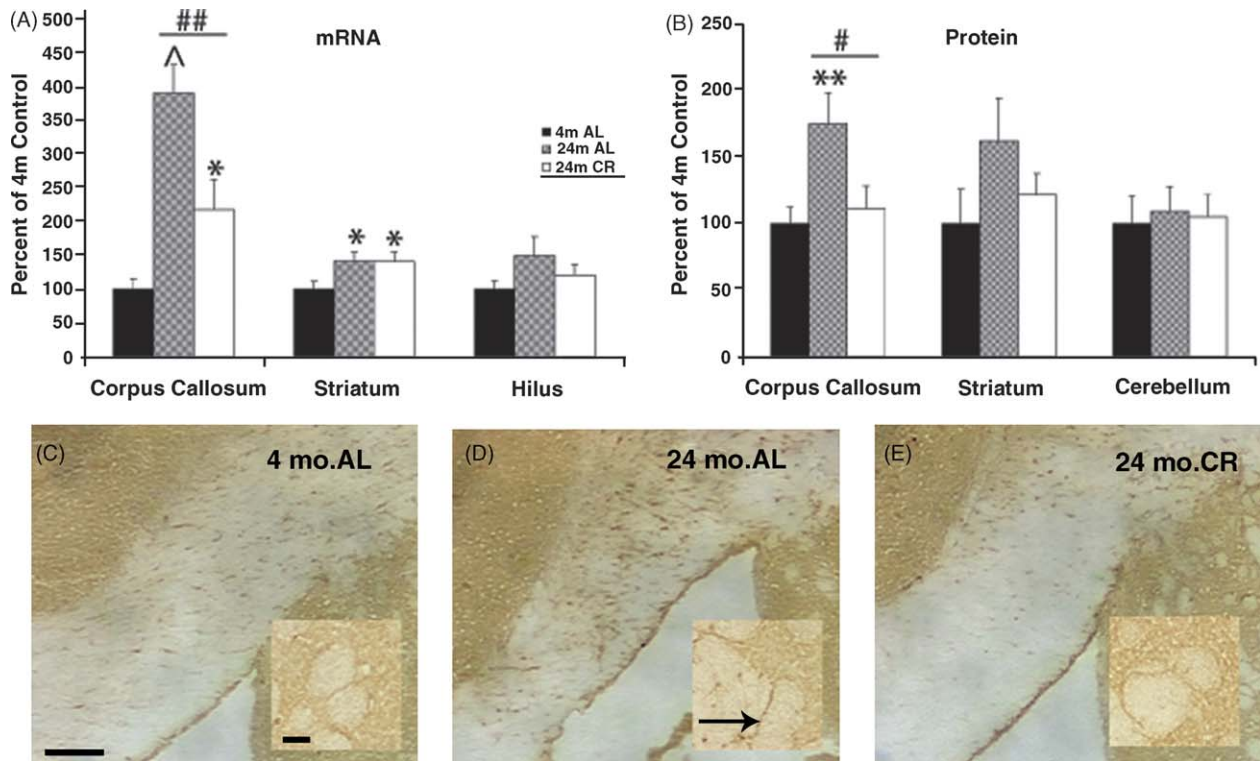 (A)
mRNA
Percent of 4m Control
500
450
400
350
300
250
200
150
100
50
0
##
^
*
*
*
4m AL
24m AL
24m CR
Corpus Callosum
Striatum
Hilus
(B)
Protein
Percent of 4m Control
250
200
150
100
50
0
#
**
Corpus Callosum
Striatum
Cerebellum
(C)
4 mo.AL
(D)
24 mo.AL
(E)
24 mo.CR